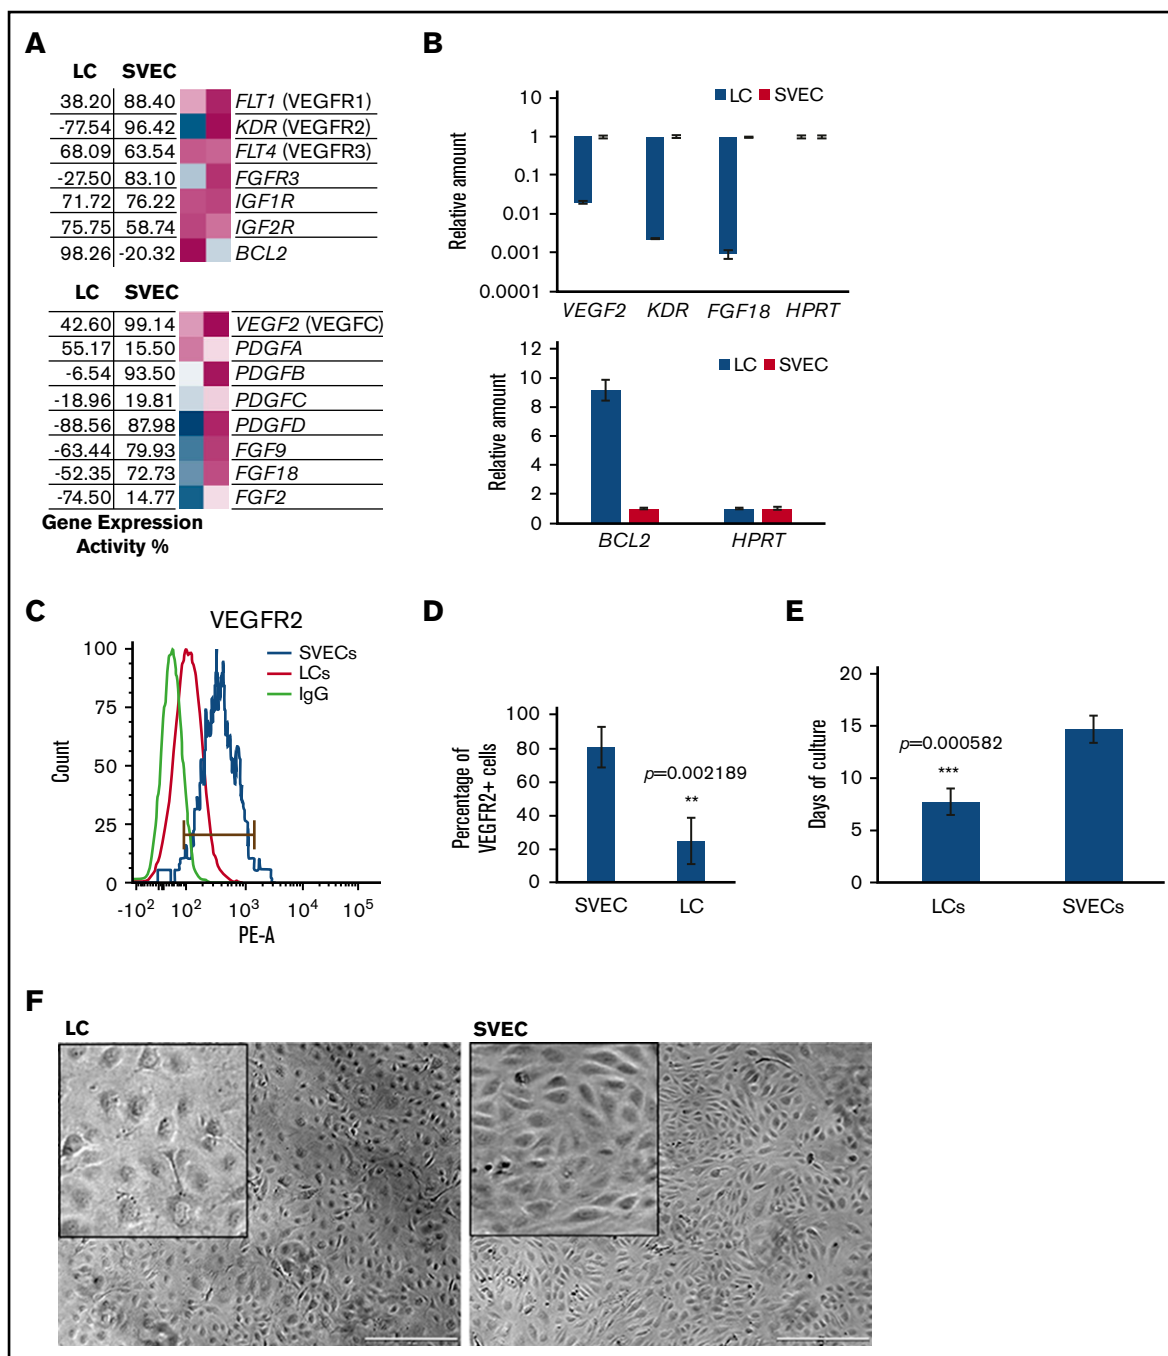 A
LC SVEC
38.20 88.40 FLT1 (VEGFR1)
-77.54 96.42 KDR (VEGFR2)
68.09 63.54 FLT4 (VEGFR3)
-27.50 83.10 FGFR3
71.72 76.22 IGF1R
75.75 58.74 IGF2R
98.26 -20.32 BCL2
LC SVEC
42.60 99.14 VEGF2 (VEGFC)
55.17 15.50 PDGFA
-6.54 93.50 PDGFB
-18.96 19.81 PDGFC
-88.56 87.98 PDGFD
-63.44 79.93 FGF9
-52.35 72.73 FGF18
-74.50 14.77 FGF2
Gene Expression
Activity %
B
LC SVEC
Relative amount
10
1
0.1
0.01
0.001
0.0001
VEGF2 KDR FGF18 HPRT
LC SVEC
Relative amount
12
10
8
6
4
2
0
BCL2 HPRT
C
VEGFR2
SVECs
LCs
IgG
Count
100
75
50
25
0
-10² 10² 10³ 10⁴ 10⁵
PE-A
D
Percentage of
VEGFR2+ cells
100
80
60
40
20
0
p=0.002189
**
SVEC LC
E
Days of culture
20
15
10
5
0
p=0.000582
***
LCs SVECs
F
LC
SVEC